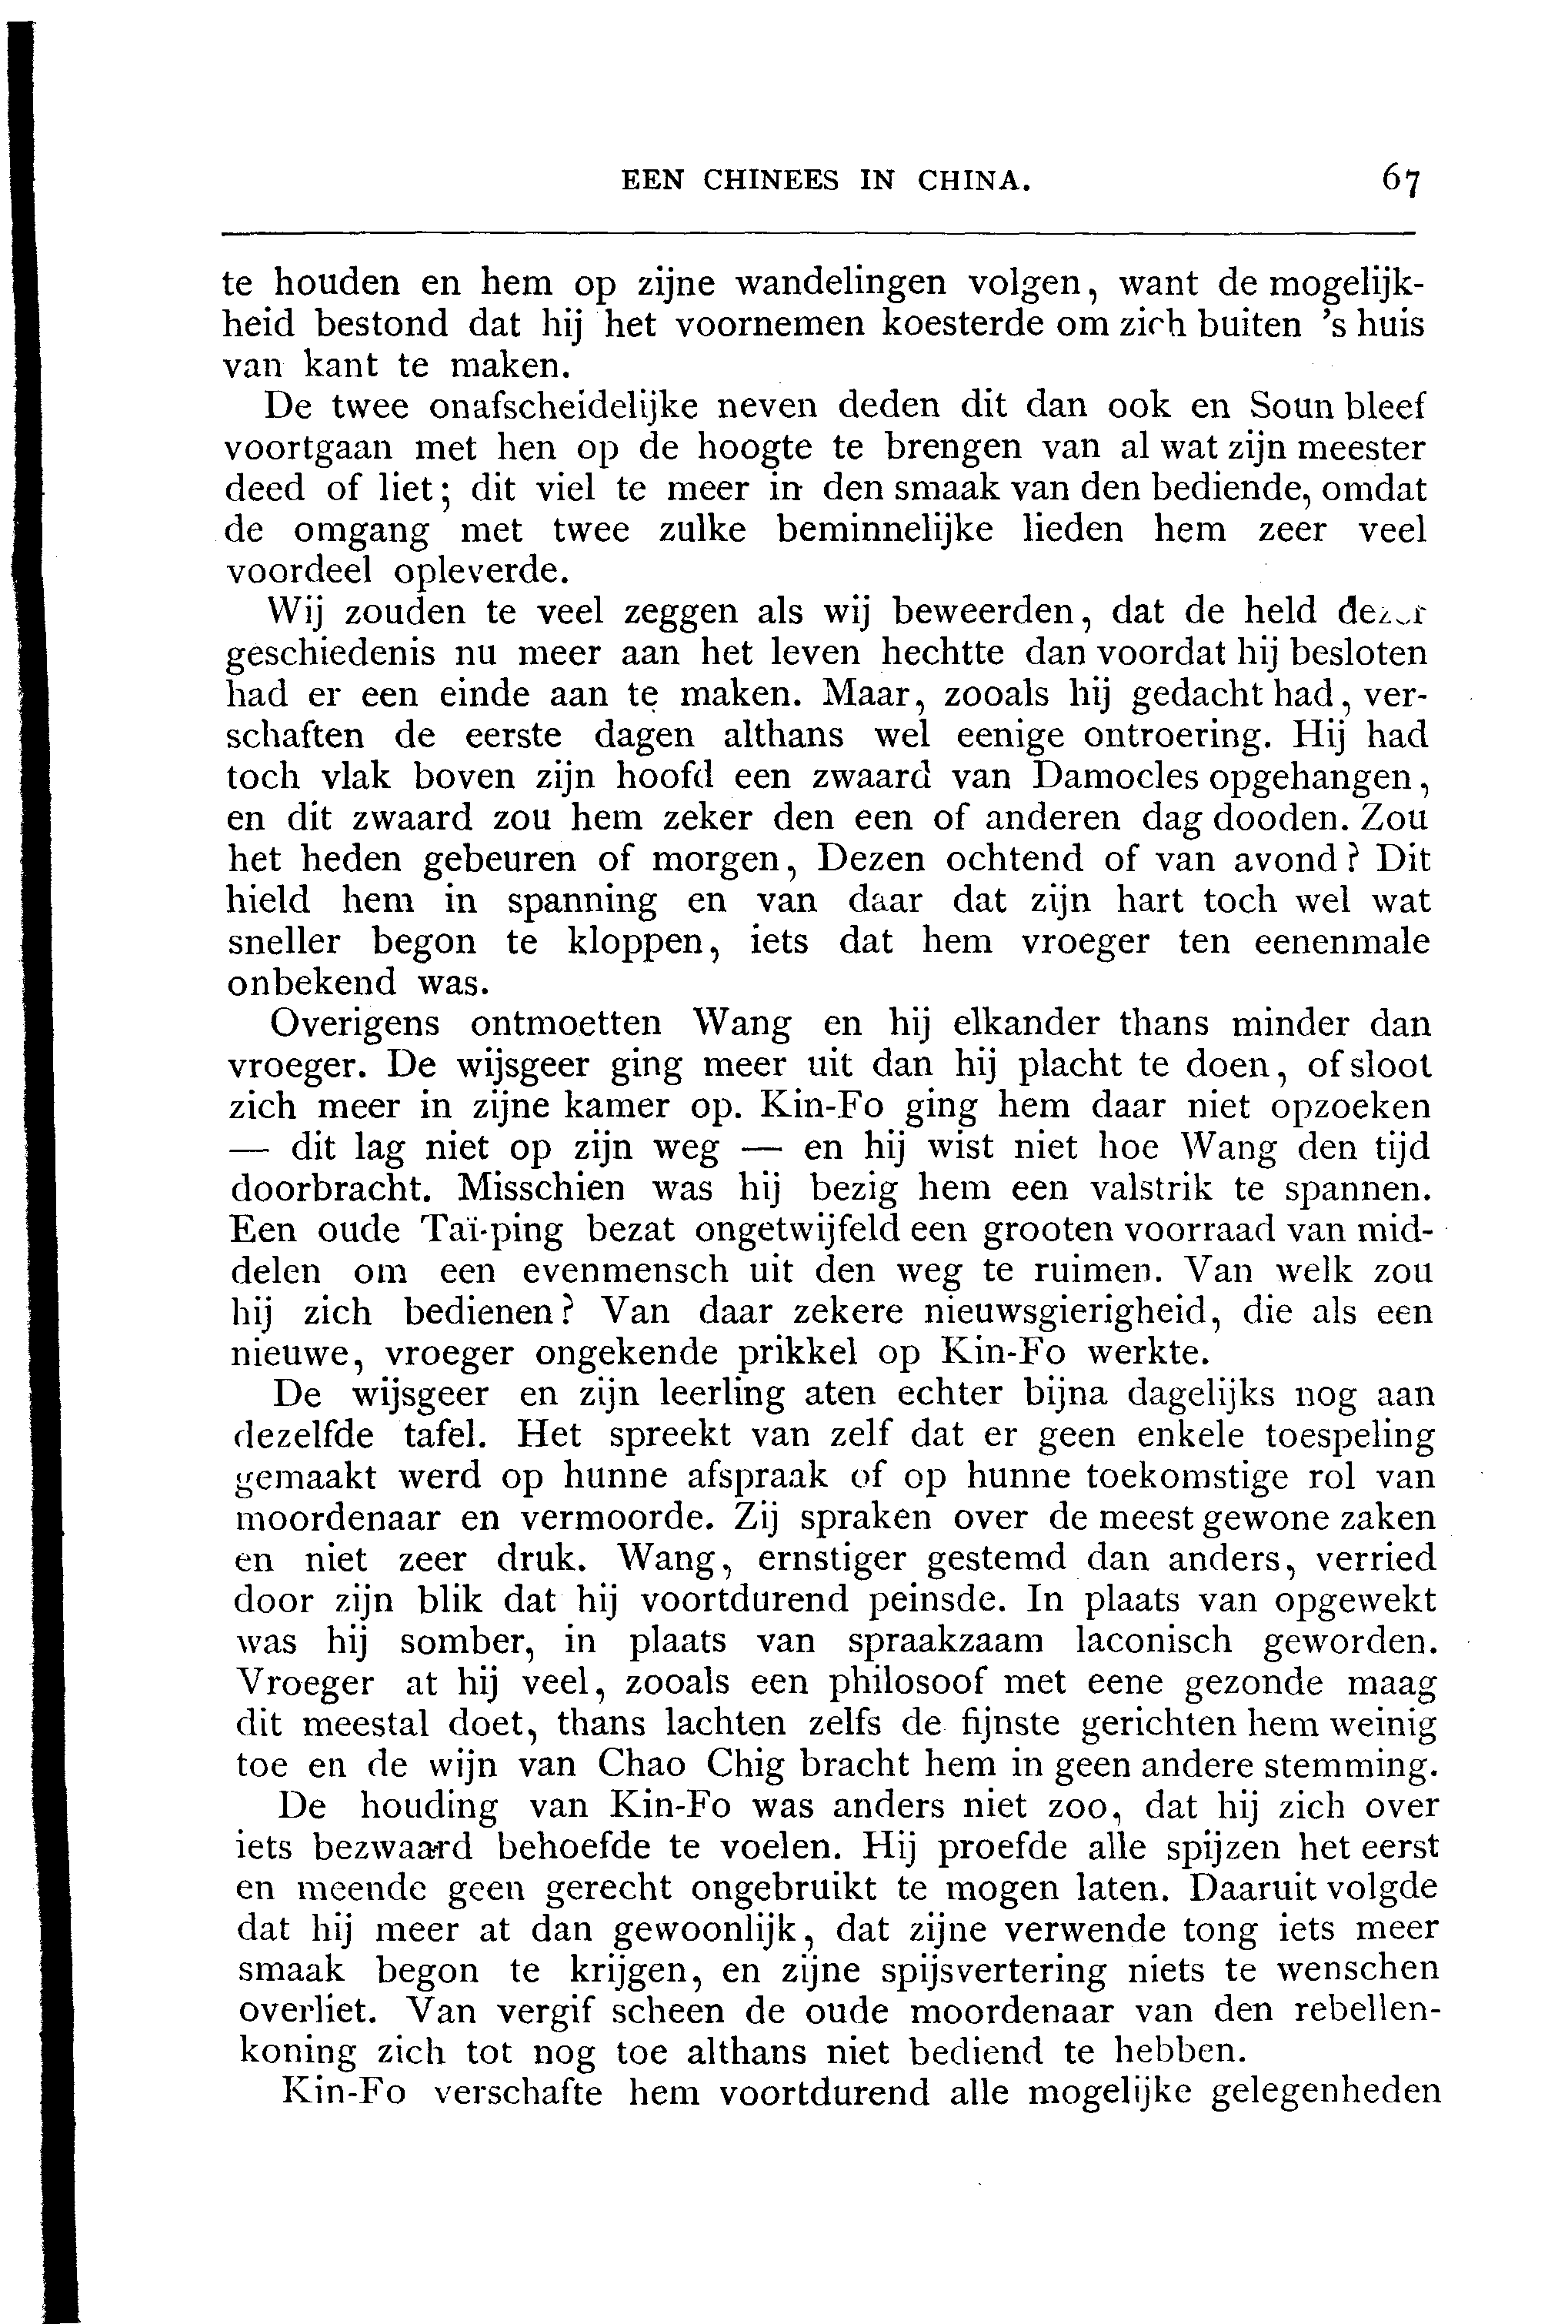 EEN CHINEES IN CHINA. 67
te houden en hem op zijne wandelingen volgen, want de mogelijk-
heid bestond dat hij het voornemen koesterde om zich buiten 's huis
van kant te maken.
De twee onafscheidelijke neven deden dit dan ook en Soun bleef
voortgaan met hen op de hoogte te brengen van al wat zijn meester
deed of liet; dit viel te meer in den smaak van den bediende, omdat
de omgang met twee zulke beminnelijke lieden hem zeer veel
voordeel opleverde.
Wij zouden te veel zeggen als wij beweerden, dat de held dezer
geschiedenis nu meer aan het leven hechtte dan voordat hij besloten
had er een einde aan te maken. Maar, zooals hij gedacht had, ver-
schaften de eerste dagen althans wel eenige ontroering. Hij had
toch vlak boven zijn hoofd een zwaard van Damocles opgehangen,
en dit zwaard zou hem zeker den een of anderen dag dooden. Zou
het heden gebeuren of morgen, Dezen ochtend of van avond? Dit
hield hem in spanning en van daar dat zijn hart toch wel wat
sneller begon te kloppen, iets dat hem vroeger ten eenenmale
onbekend was.
Overigens ontmoetten Wang en hij elkander thans minder dan
vroeger. De wijsgeer ging meer uit dan hij placht te doen, of sloot
zich meer in zijne kamer op. Kin-Fo ging hem daar niet opzoeken
— dit lag niet op zijn weg — en hij wist niet hoe Wang den tijd
doorbracht. Misschien was hij bezig hem een valstrik te spannen.
Een oude Taï-ping bezat ongetwijfeld een grooten voorraad van mid-
delen om een evenmensch uit den weg te ruimen. Van welk zou
hij zich bedienen? Van daar zekere nieuwsgierigheid, die als een
nieuwe, vroeger ongekende prikkel op Kin-Fo werkte.
De wijsgeer en zijn leerling aten echter bijna dagelijks nog aan
dezelfde tafel. Het spreekt van zelf dat er geen enkele toespeling
gemaakt werd op hunne afspraak of op hunne toekomstige rol van
moordenaar en vermoorde. Zij spraken over de meest gewone zaken
en niet zeer druk. Wang, ernstiger gestemd dan anders, verried
door zijn blik dat hij voortdurend peinsde. In plaats van opgewekt
was hij somber, in plaats van spraakzaam laconisch geworden.
Vroeger at hij veel, zooals een philosoof met eene gezonde maag
dit meestal doet, thans lachten zelfs de fijnste gerichten hem weinig
toe en de wijn van Chao Chig bracht hem in geen andere stemming.
De houding van Kin-Fo was anders niet zoo, dat hij zich over
iets bezwaard behoefde te voelen. Hij proefde alle spijzen het eerst
en meende geen gerecht ongebruikt te mogen laten. Daaruit volgde
dat hij meer at dan gewoonlijk, dat zijne verwende tong iets meer
smaak begon te krijgen, en zijne spijsvertering niets te wenschen
overliet. Van vergif scheen de oude moordenaar van den rebellen-
koning zich tot nog toe althans niet bediend te hebben.
Kin-Fo verschafte hem voortdurend alle mogelijke gelegenheden